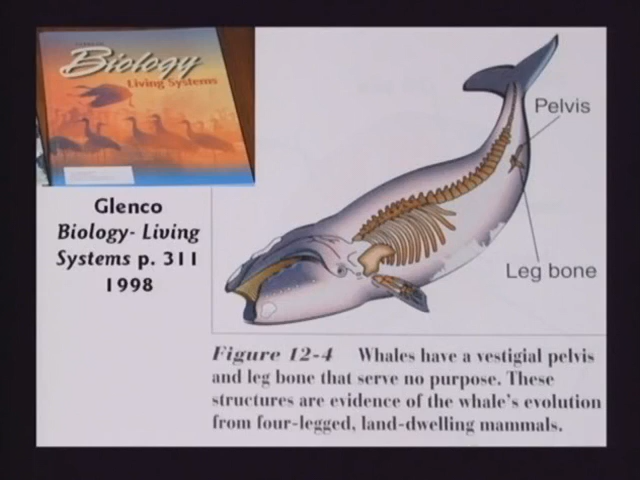 Biology
Living Systems
Glenco
Biology- Living
Systems p. 311
1998
Pelvis
Leg bone
Figure 12-4 Whales have a vestigial pelvis
and leg bone that serve no purpose. These
structures are evidence of the whale's evolution
from four-legged, land-dwelling mammals.